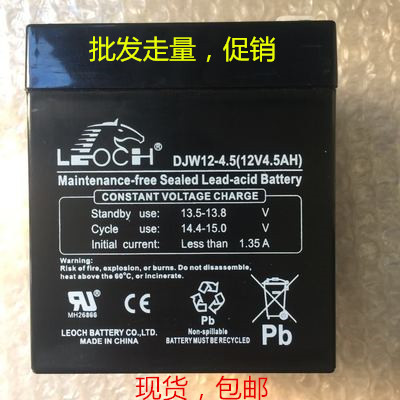 批发走量，促销
LEOCH
DJW12-4.5(12V4.5AH)
Maintenance-free Sealed Lead-acid Battery
CONSTANT VOLTAGE CHARGE
Standby use: 13.5-13.8 V
Cycle use: 14.4-15.0 V
Initial current: Less than 1.35A
Warning:
Risk of fire, explosion, or burns. Do not disassemble,
heat above the 60°C, or incinerate.
MH26866
LEOCH BATTERY CO.,LTD.
MADE IN CHINA
Pb
Non-spillable
BATTERY MUST BE RECYCLED
Pb
现货，包邮